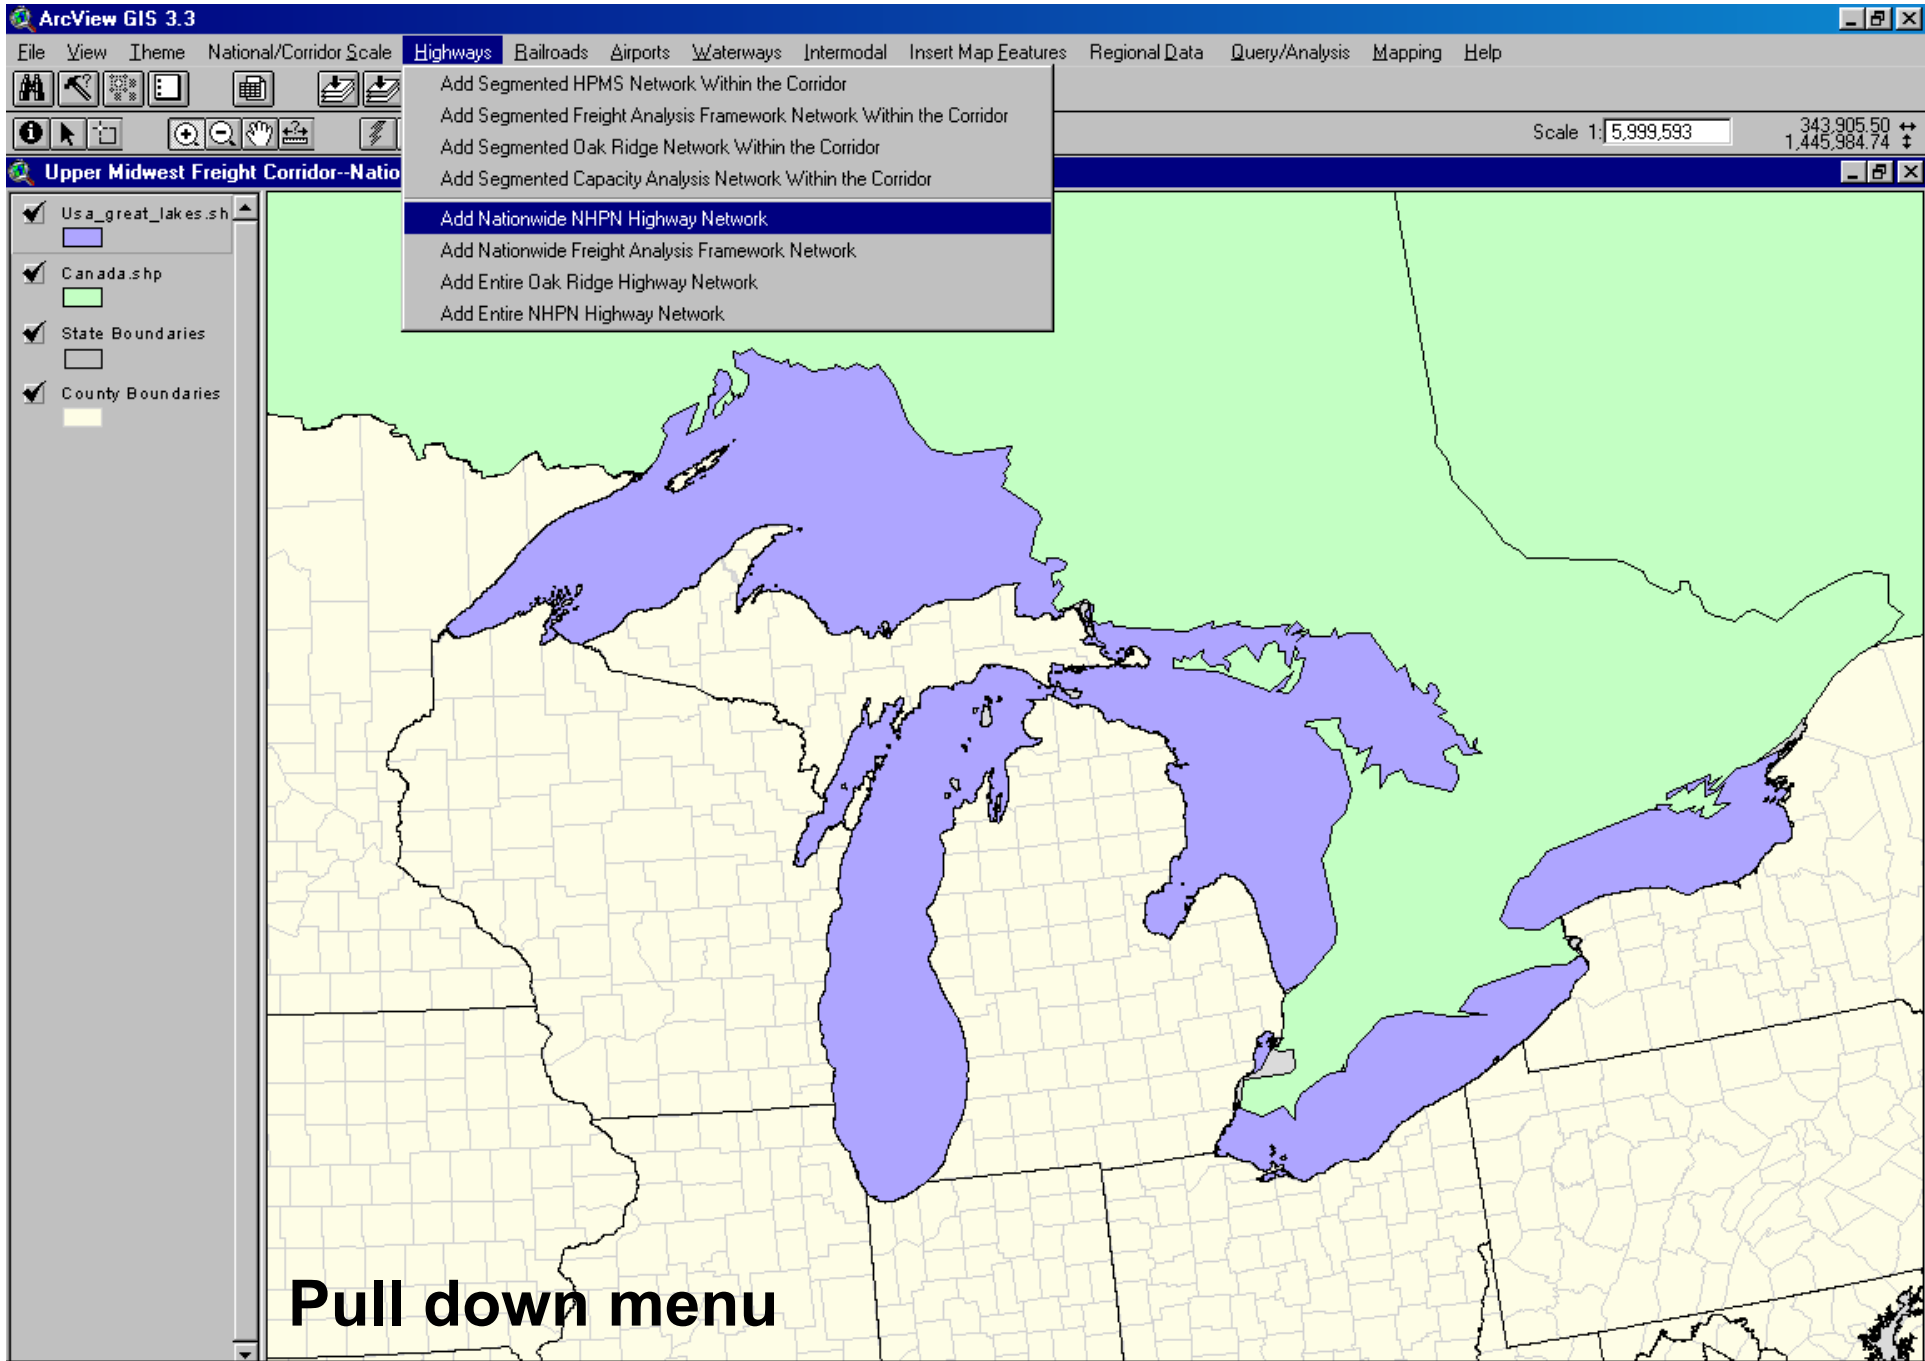 ArcView GIS 3.3
File View Theme National/Corridor Scale Highways Railroads Airports Waterways Intermodal Insert Map Features Regional Data Query/Analysis Mapping Help
Add Segmented HPMS Network Within the Corridor
Add Segmented Freight Analysis Framework Network Within the Corridor
Add Segmented Oak Ridge Network Within the Corridor
Add Segmented Capacity Analysis Network Within the Corridor
Add Nationwide NHPN Highway Network
Add Nationwide Freight Analysis Framework Network
Add Entire Oak Ridge Highway Network
Add Entire NHPN Highway Network
Scale 1: 5,999,593
343,905.50
1,445,984.74
Upper Midwest Freight Corridor--Natio
Usa_great_lakes.sh
Canada.shp
State Boundaries
County Boundaries
Pull down menu